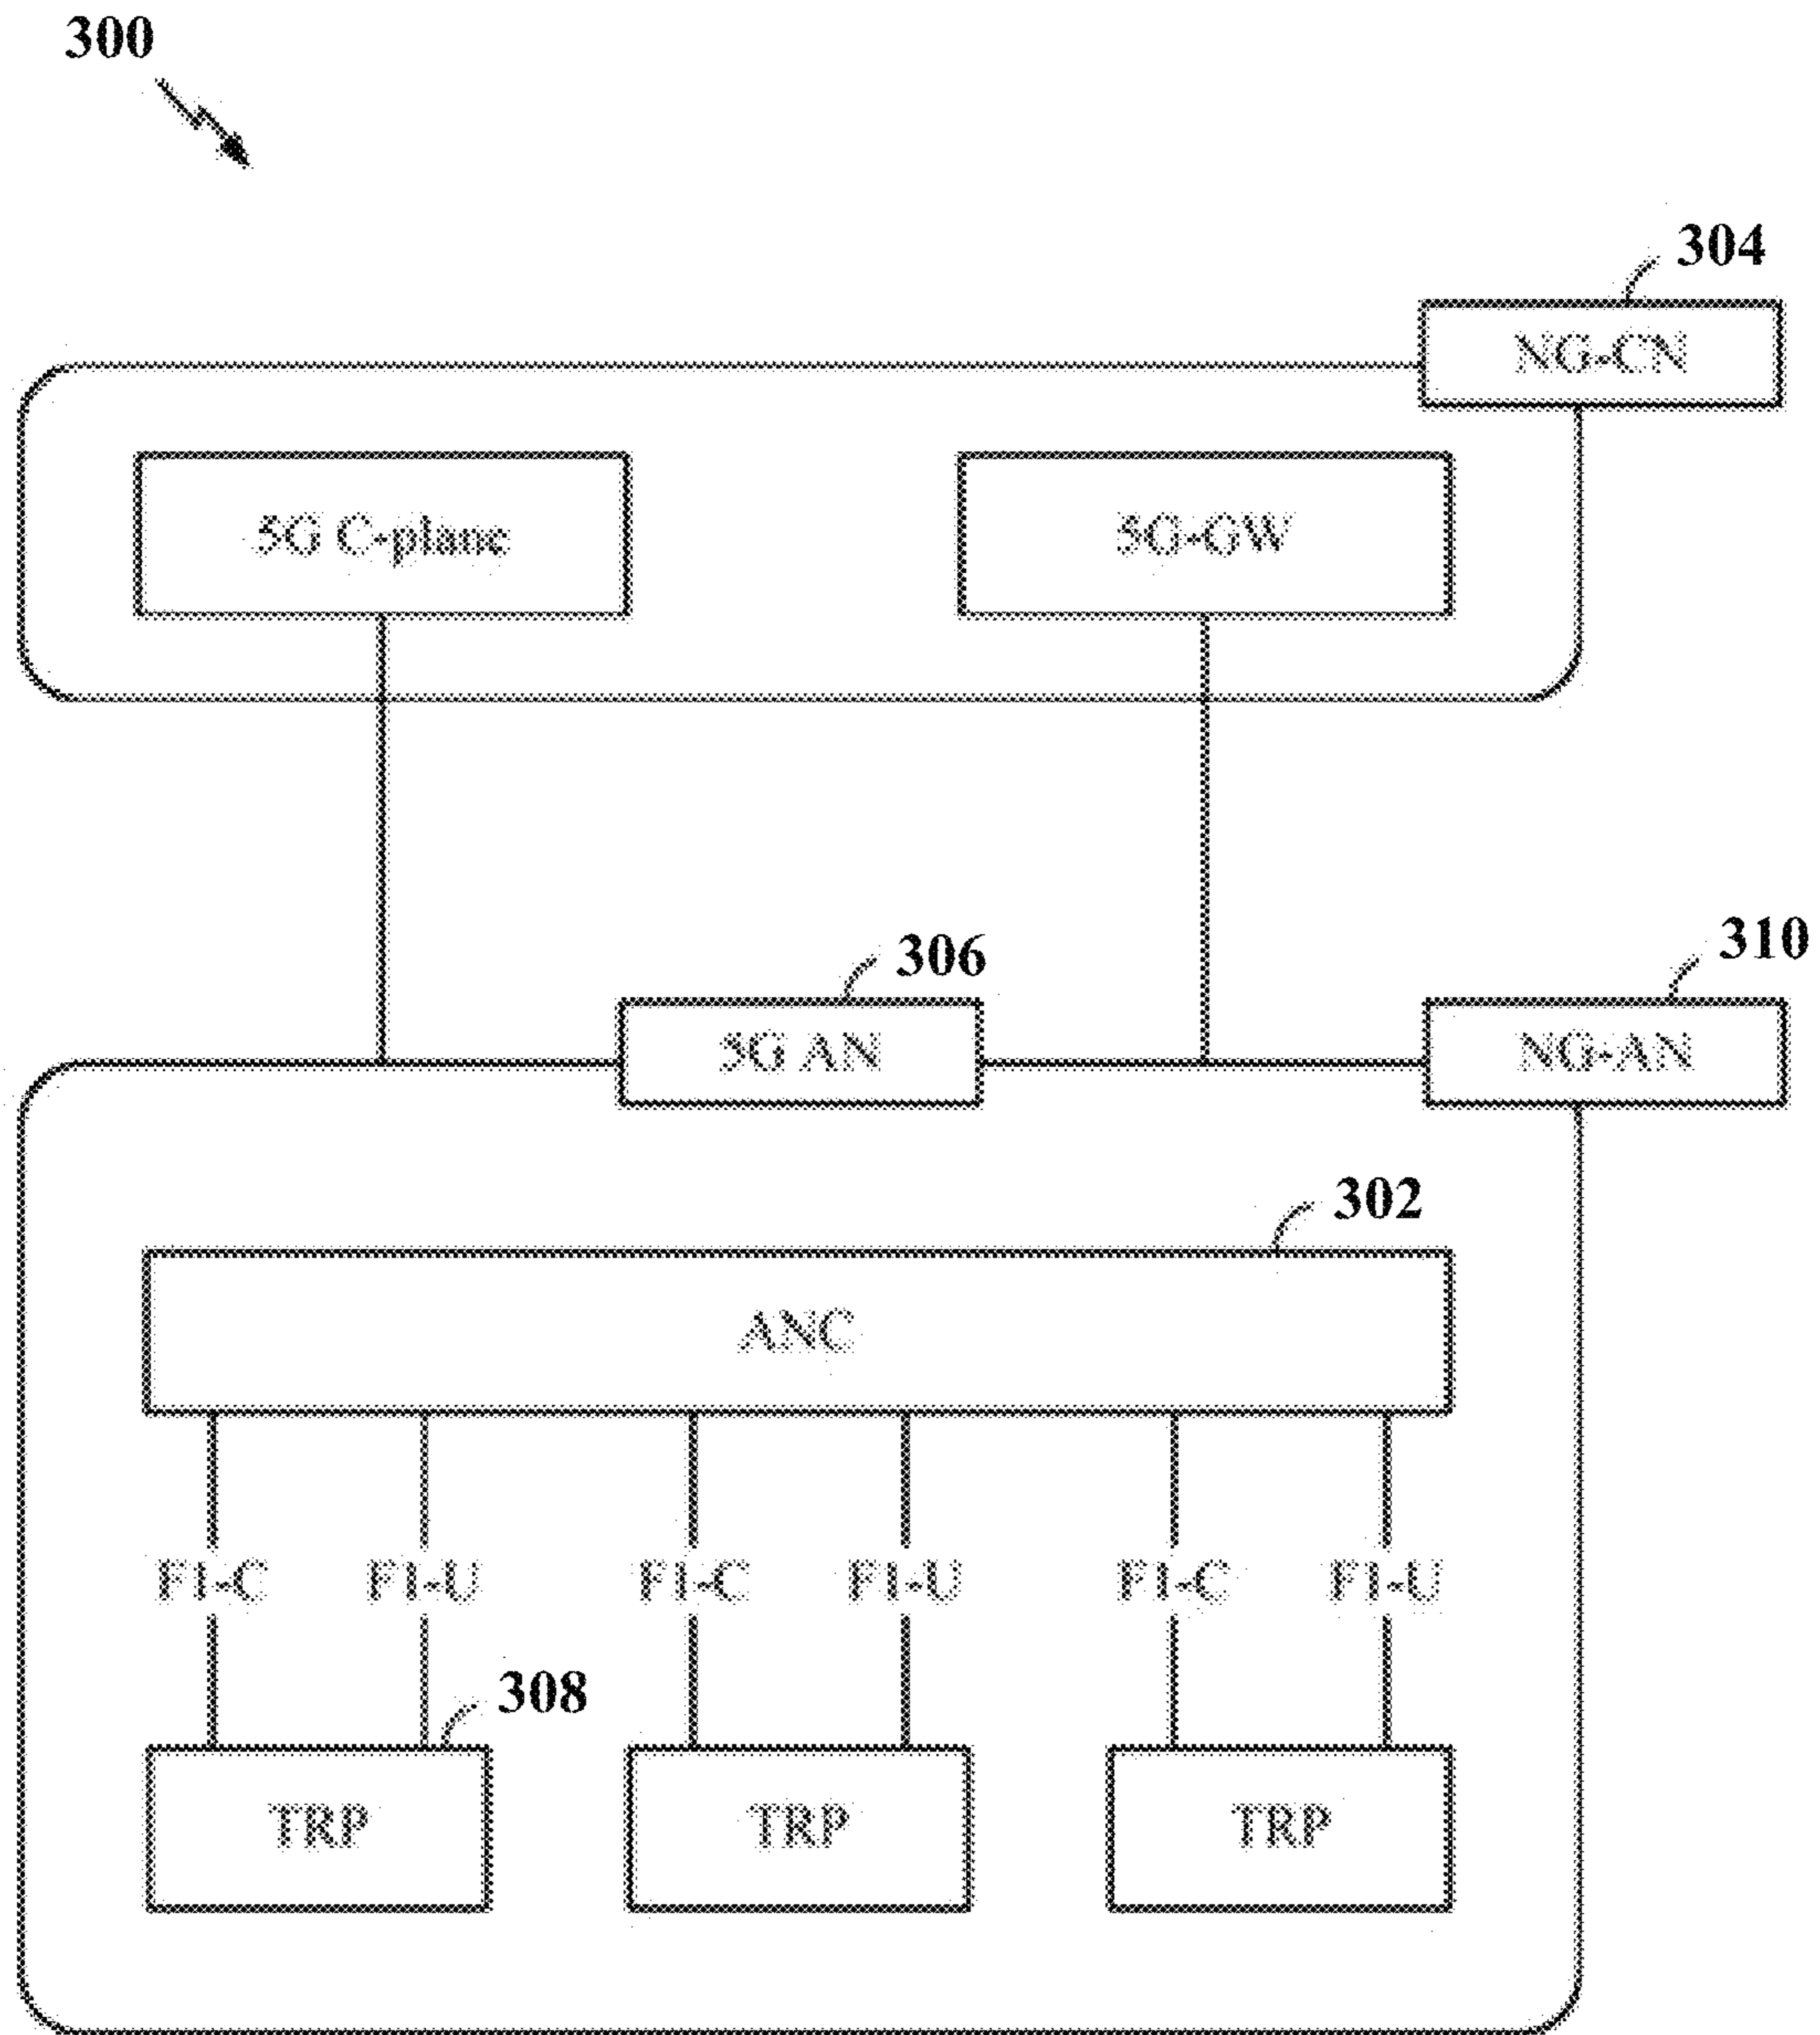 300
304
NG-CN
5G C-plane
5G-GW
306
310
5G AN
NG-AN
302
ANC
F1-C
F1-U
F1-C
F1-U
F1-C
F1-U
308
TRP
TRP
TRP